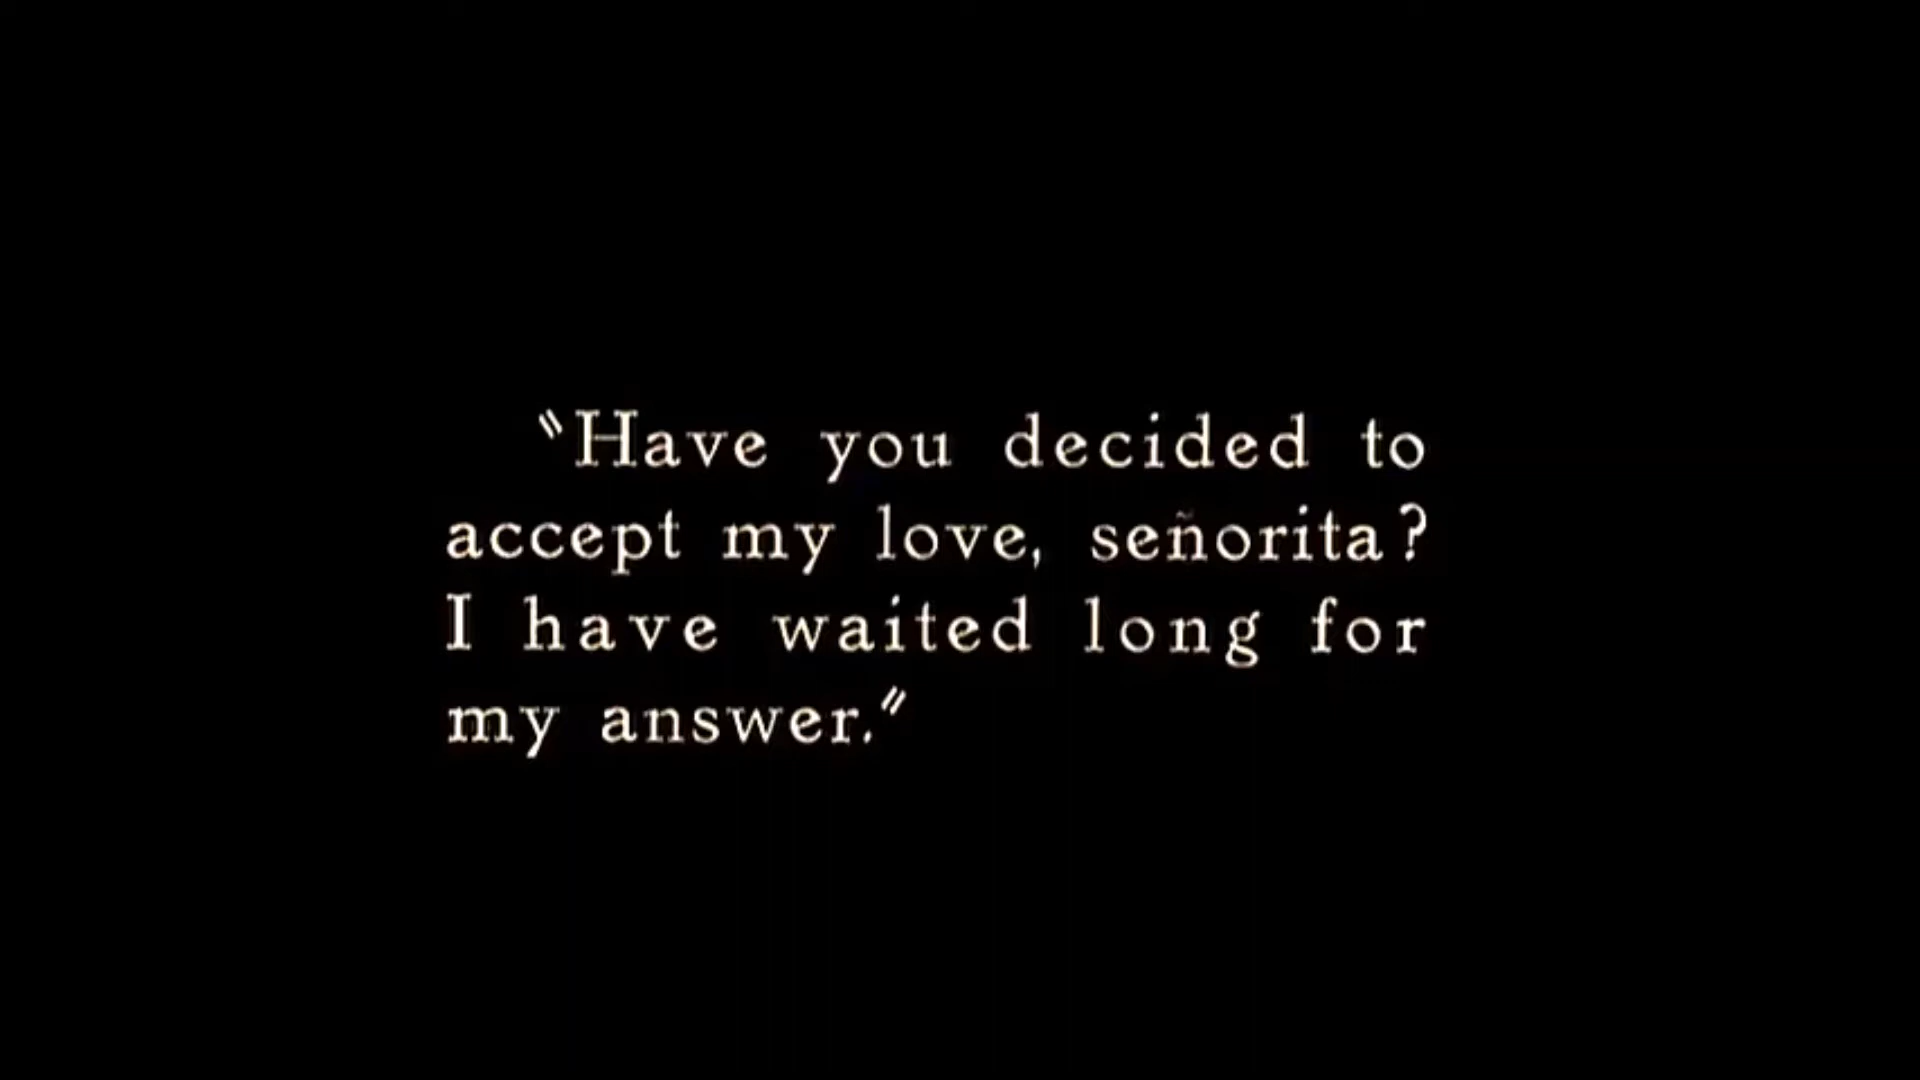 "Have you decided to
accept my love, señorita?
I have waited long for
my answer."